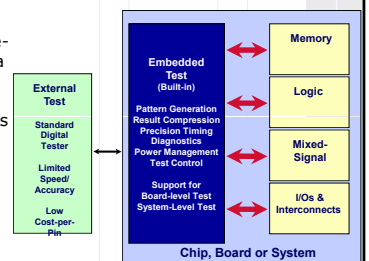 e-
a
s
External
Test
Standard
Digital
Tester
Limited
Speed/
Accuracy
Low
Cost-per-
Pin
Embedded
Test
(Built-in)
Pattern Generation
Result Compression
Precision Timing
Diagnostics
Power Management
Test Control
Support for
Board-level Test
System-Level Test
Memory
Logic
Mixed-
Signal
I/Os &
Interconnects
Chip, Board or System